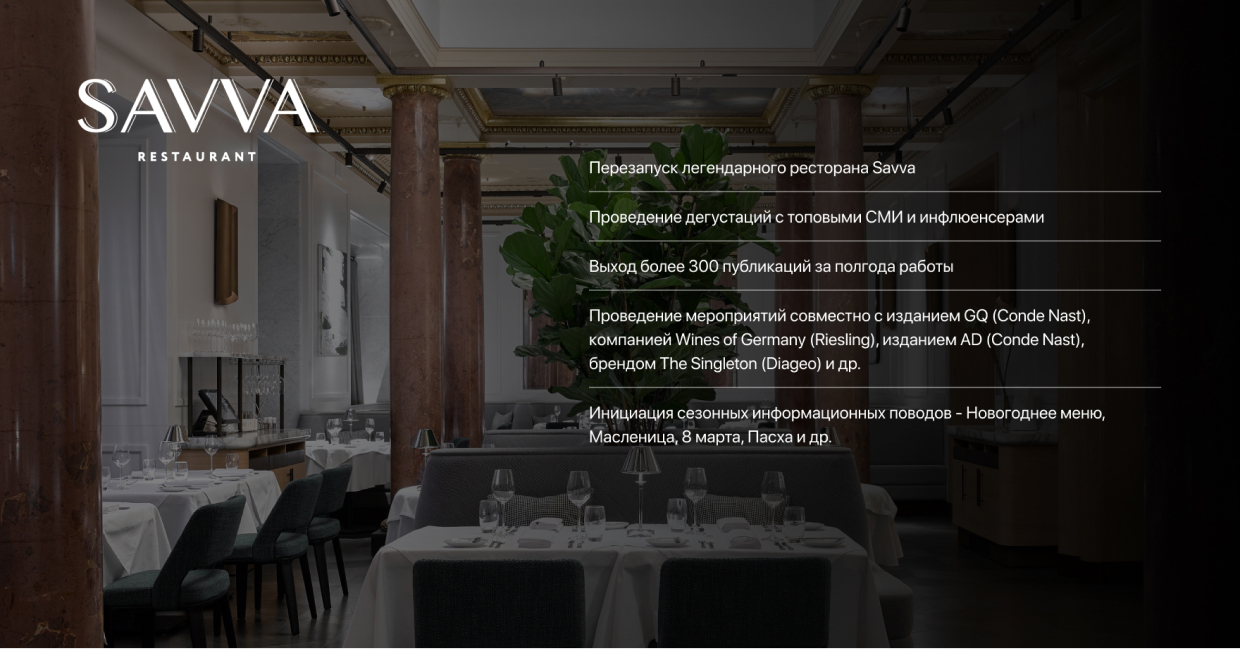 SAVVA
RESTAURANT
Перезапуск легендарного ресторана Savva
Проведение дегустаций с топовыми СМИ и инфлюенсерами
Выход более 300 публикаций за полгода работы
Проведение мероприятий совместно с изданием GQ (Conde Nast),
компанией Wines of Germany (Riesling), изданием AD (Conde Nast),
брендом The Singleton (Diageo) и др.
Инициация сезонных информационных поводов - Новогоднее меню,
Масленица, 8 марта, Пасха и др.